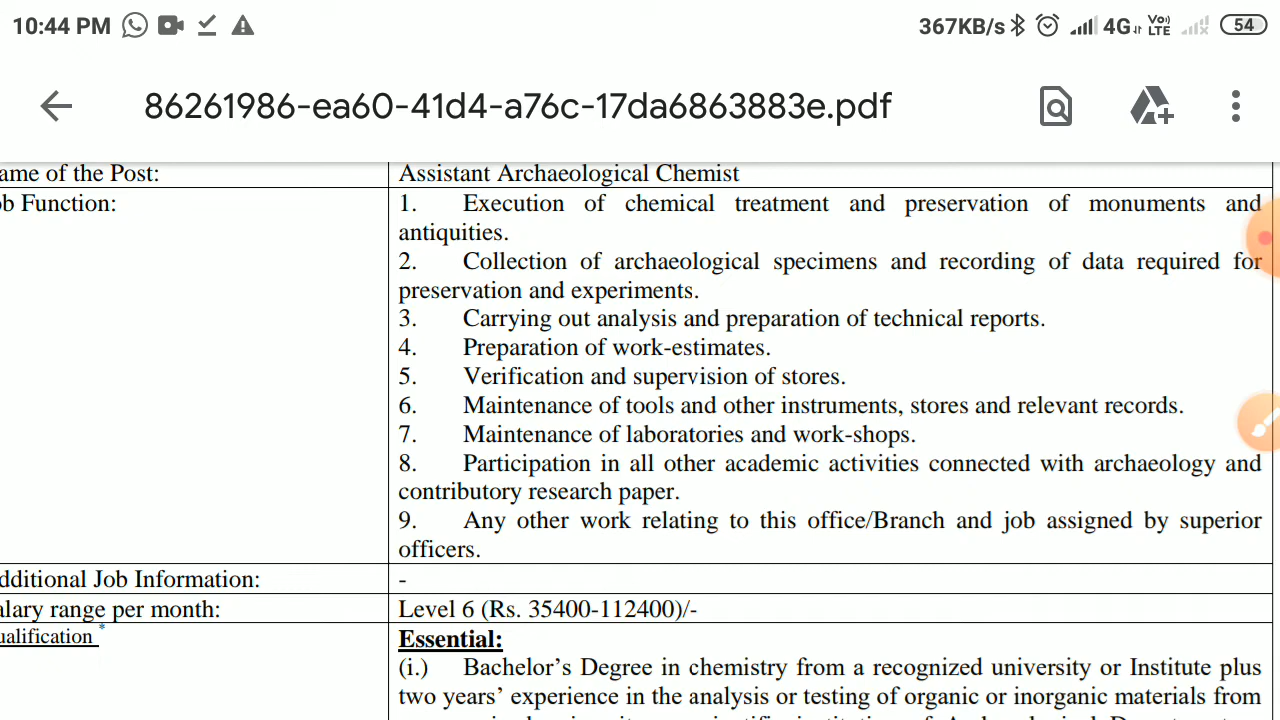 10:44 PM 367KB/s 4G Vo) LTE 54
86261986-ea60-41d4-a76c-17da6863883e.pdf
ame of the Post: Assistant Archaeological Chemist
ob Function: 1. Execution of chemical treatment and preservation of monuments and
antiquities.
2. Collection of archaeological specimens and recording of data required for
preservation and experiments.
3. Carrying out analysis and preparation of technical reports.
4. Preparation of work-estimates.
5. Verification and supervision of stores.
6. Maintenance of tools and other instruments, stores and relevant records.
7. Maintenance of laboratories and work-shops.
8. Participation in all other academic activities connected with archaeology and
contributory research paper.
9. Any other work relating to this office/Branch and job assigned by superior
officers.
dditional Job Information: -
alary range per month: Level 6 (Rs. 35400-112400)/-
ualification * Essential:
(i.) Bachelor's Degree in chemistry from a recognized university or Institute plus
two years' experience in the analysis or testing of organic or inorganic materials from